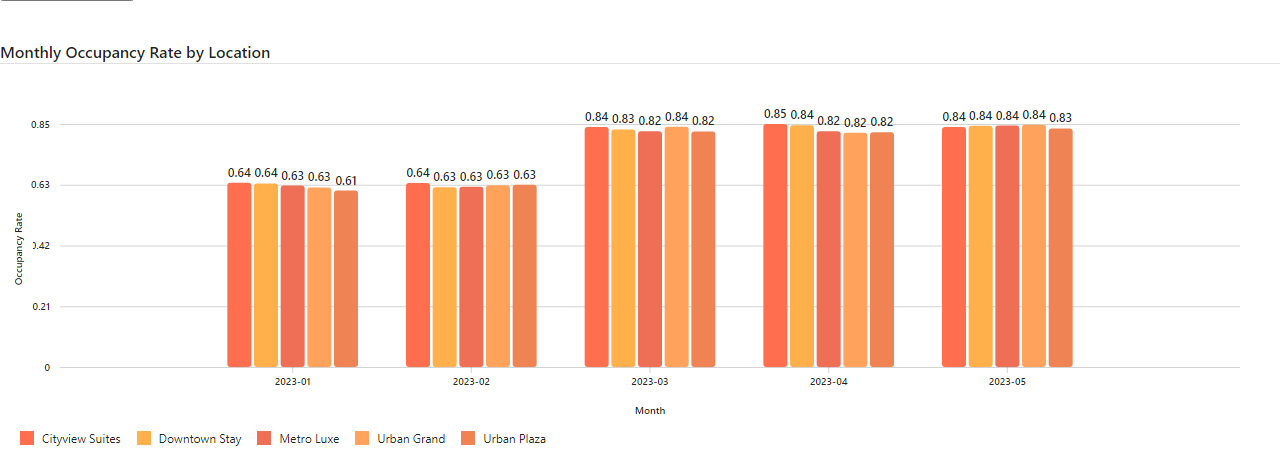 Monthly Occupancy Rate by Location
0.84 0.83 0.82 0.84 0.82
0.85 0.84 0.82 0.82 0.82
0.84 0.84 0.84 0.84 0.83
0.85
0.64 0.64 0.63 0.63 0.61
0.64 0.63 0.63 0.63 0.63
0.63
Occupancy Rate
0.42
0.21
0
2023-01 2023-02 2023-03 2023-04 2023-05
Month
Cityview Suites Downtown Stay Metro Luxe Urban Grand Urban Plaza